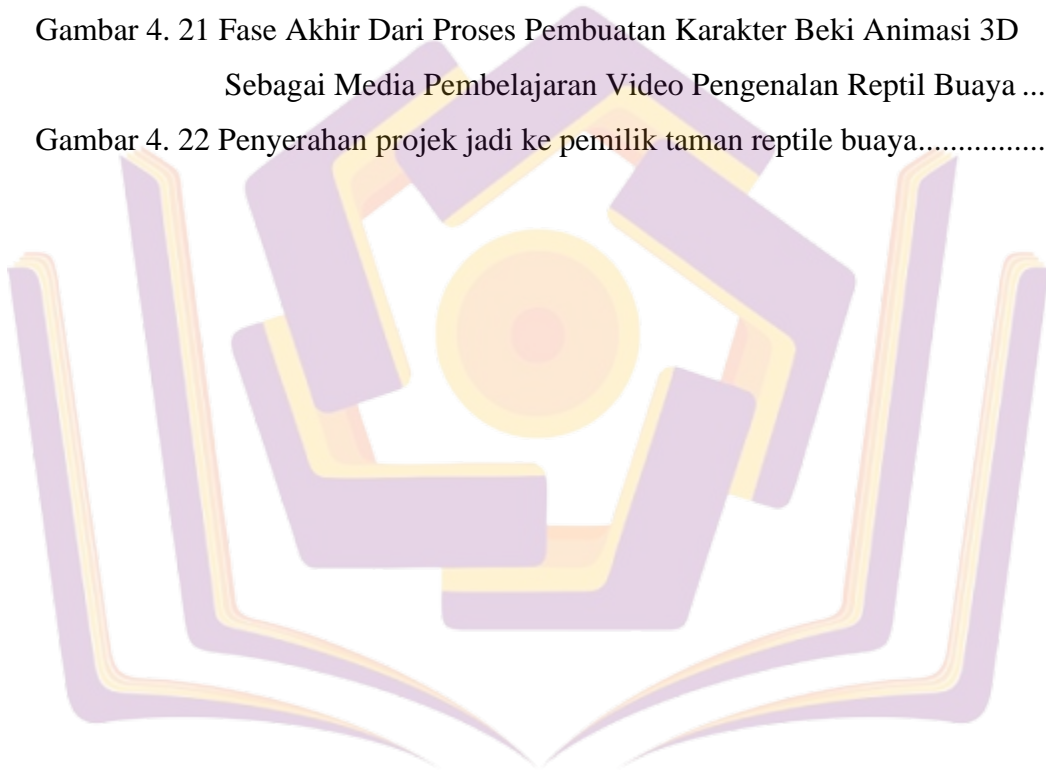 Gambar 4. 21 Fase Akhir Dari Proses Pembuatan Karakter Beki Animasi 3D
Sebagai Media Pembelajaran Video Pengenalan Reptil Buaya ...
Gambar 4. 22 Penyerahan projek jadi ke pemilik taman reptile buaya................